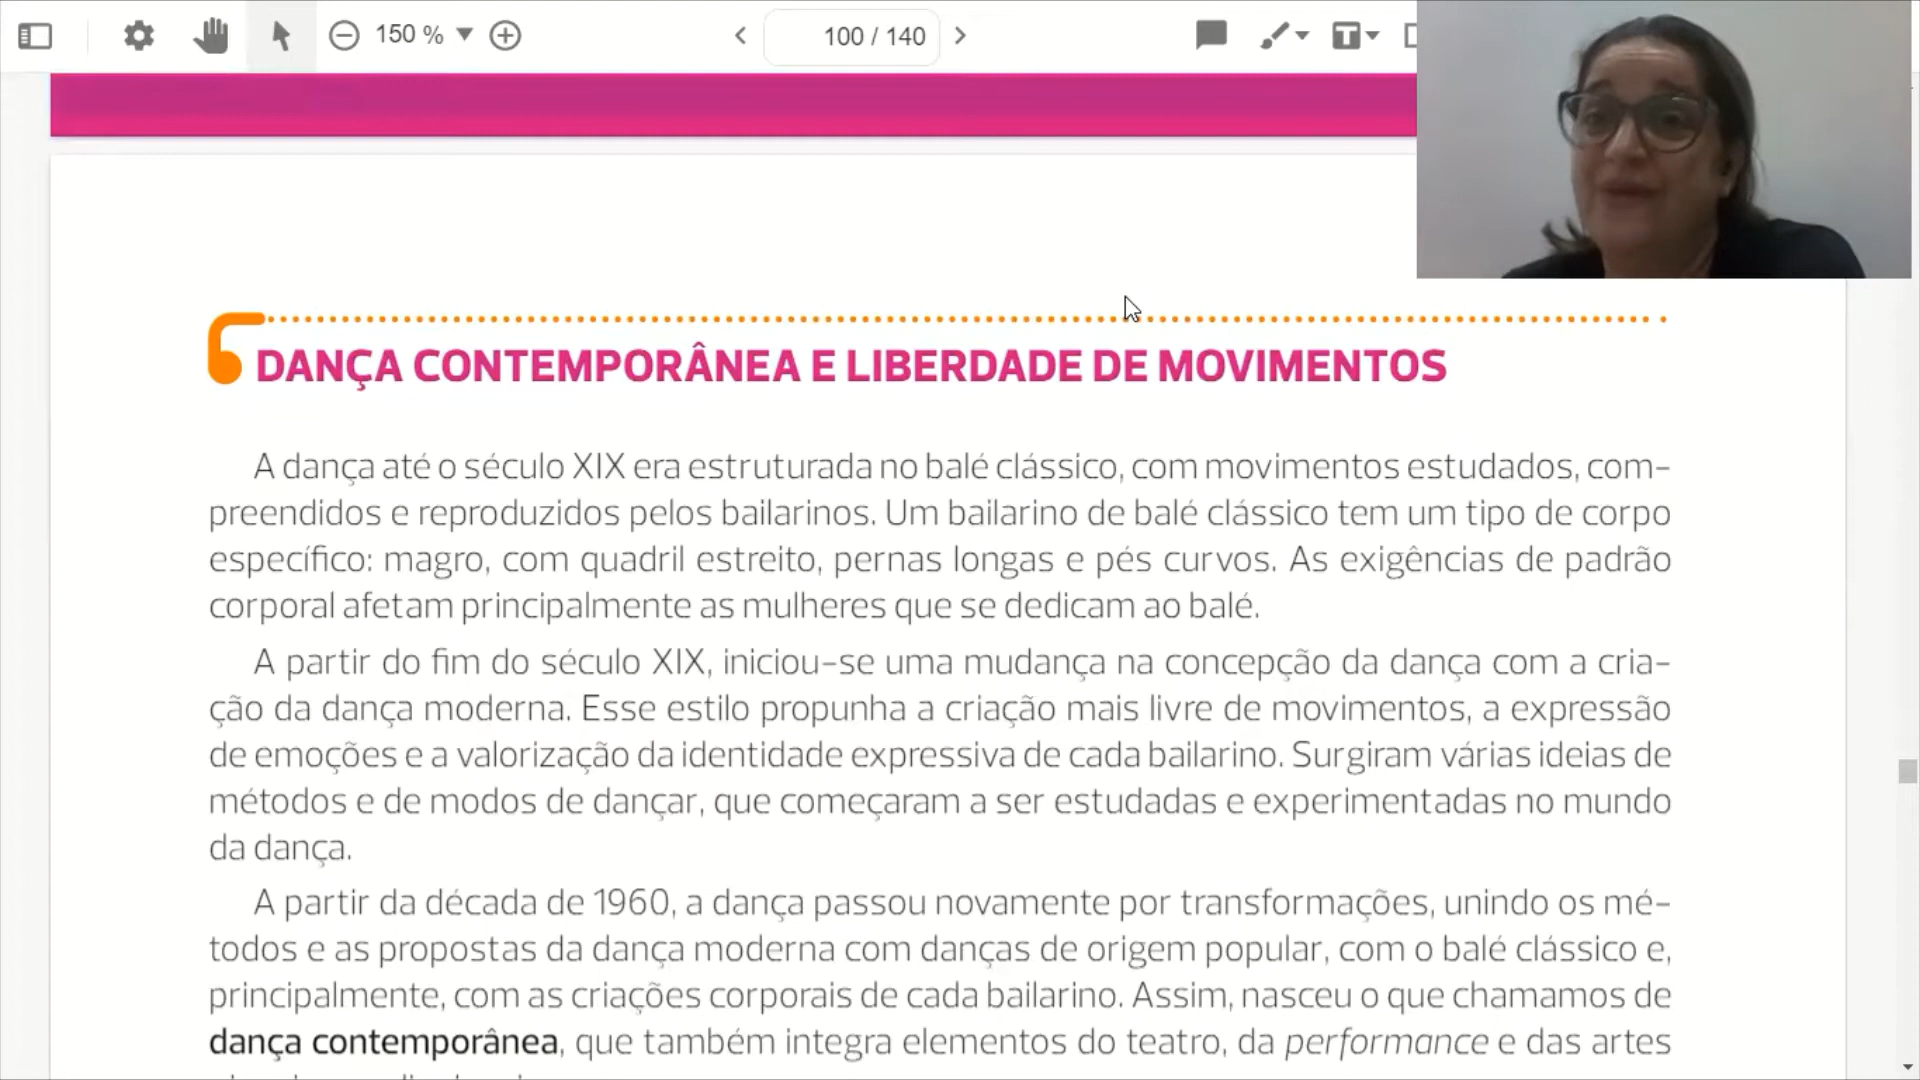 150 %
100 / 140
DANÇA CONTEMPORÂNEA E LIBERDADE DE MOVIMENTOS
A dança até o século XIX era estruturada no balé clássico, com movimentos estudados, com-
preendidos e reproduzidos pelos bailarinos. Um bailarino de balé clássico tem um tipo de corpo
específico: magro, com quadril estreito, pernas longas e pés curvos. As exigências de padrão
corporal afetam principalmente as mulheres que se dedicam ao balé.
A partir do fim do século XIX, iniciou-se uma mudança na concepção da dança com a cria-
ção da dança moderna. Esse estilo propunha a criação mais livre de movimentos, a expressão
de emoções e a valorização da identidade expressiva de cada bailarino. Surgiram várias ideias de
métodos e de modos de dançar, que começaram a ser estudadas e experimentadas no mundo
da dança.
A partir da década de 1960, a dança passou novamente por transformações, unindo os mé-
todos e as propostas da dança moderna com danças de origem popular, com o balé clássico e,
principalmente, com as criações corporais de cada bailarino. Assim, nasceu o que chamamos de
dança contemporânea, que também integra elementos do teatro, da performance e das artes